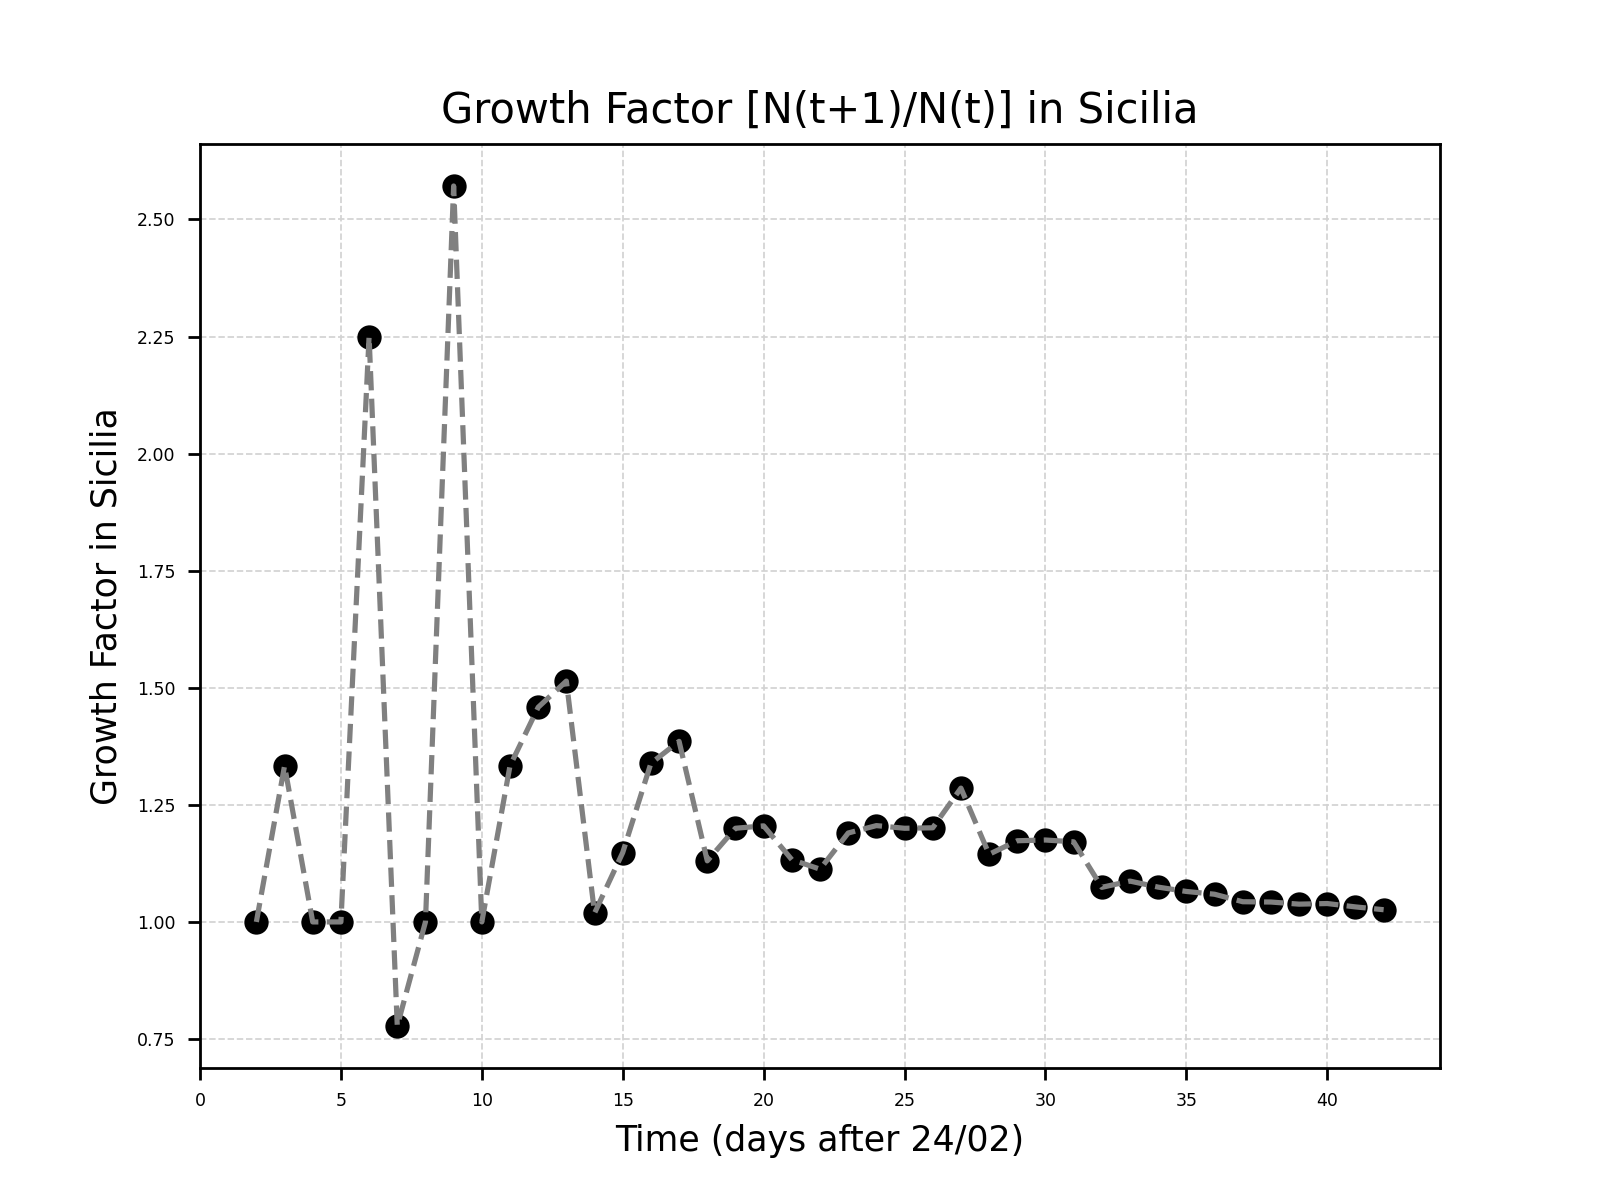 Growth Factor [N(t+1)/N(t)] in Sicilia
Growth Factor in Sicilia
2.50
2.25
2.00
1.75
1.50
1.25
1.00
0.75
0 5 10 15 20 25 30 35 40
Time (days after 24/02)